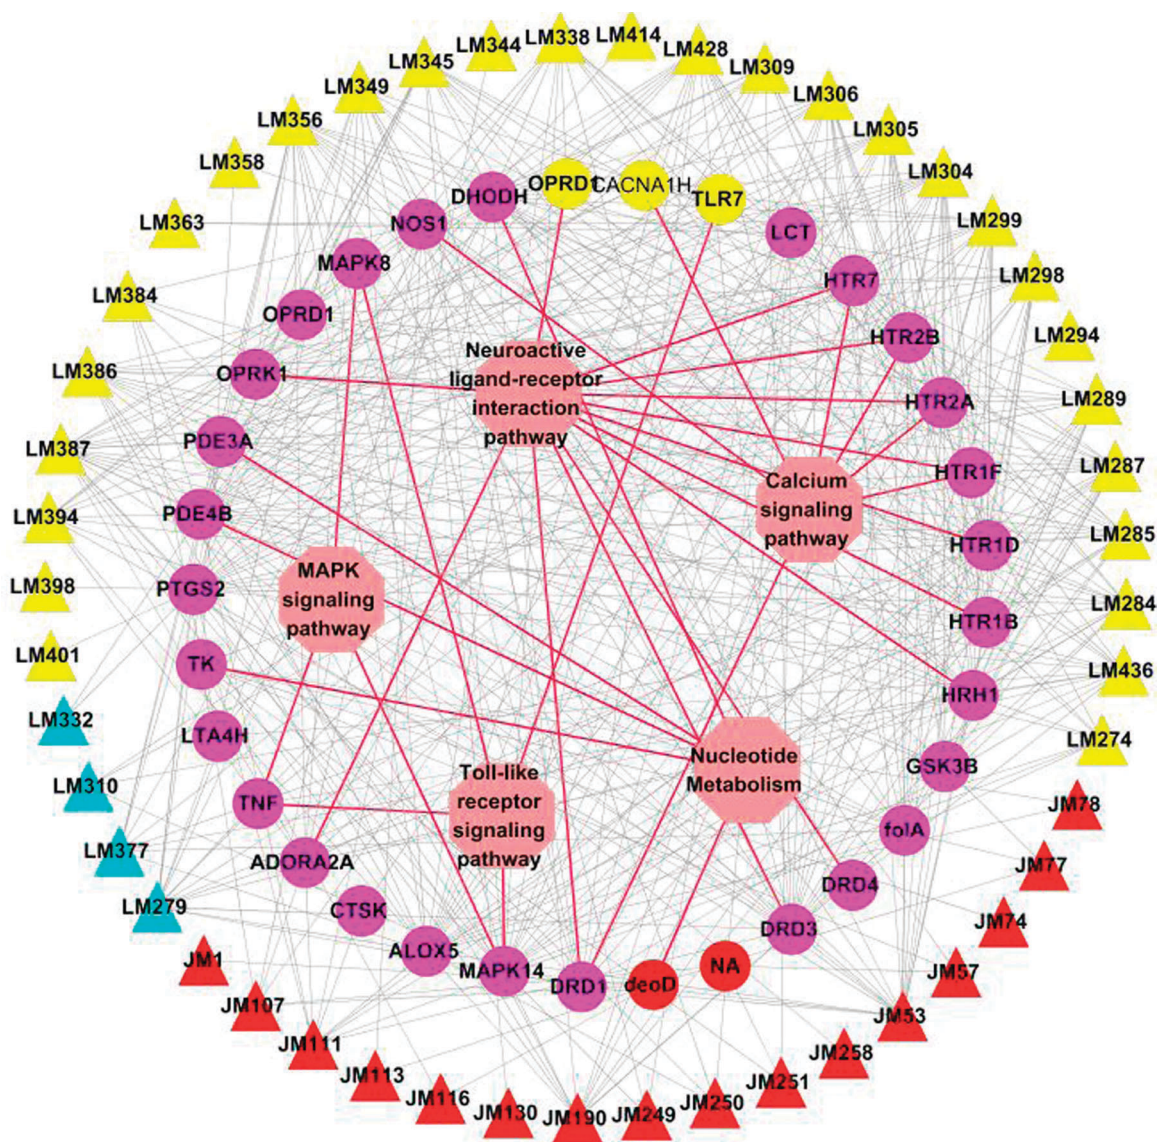 LM338
LM414
LM344
LM428
LM345
LM309
LM349
LM306
LM356
LM305
LM358
LM304
LM363
LM299
LM384
LM298
LM386
LM294
LM387
LM289
LM394
LM287
LM398
LM285
LM401
LM284
LM332
LM436
LM310
LM274
LM377
JM78
LM279
JM77
JM1
JM74
JM107
JM57
JM111
JM53
JM113
JM258
JM116
JM251
JM130
JM250
JM190
JM249
DHODH
OPRD1
CACNA1H
TLR7
NOS1
LCT
MAPK8
HTR7
OPRD1
HTR2B
OPRK1
HTR2A
PDE3A
HTR1F
PDE4B
HTR1D
PTGS2
HTR1B
TK
HRH1
LTA4H
GSK3B
TNF
folA
ADORA2A
DRD4
CTSK
DRD3
ALOX5
NA
MAPK14
DRD1
deoD
Neuroactive
ligand-receptor
interaction
pathway
Calcium
signaling
pathway
MAPK
signaling
pathway
Nucleotide
Metabolism
Toll-like
receptor
signaling
pathway